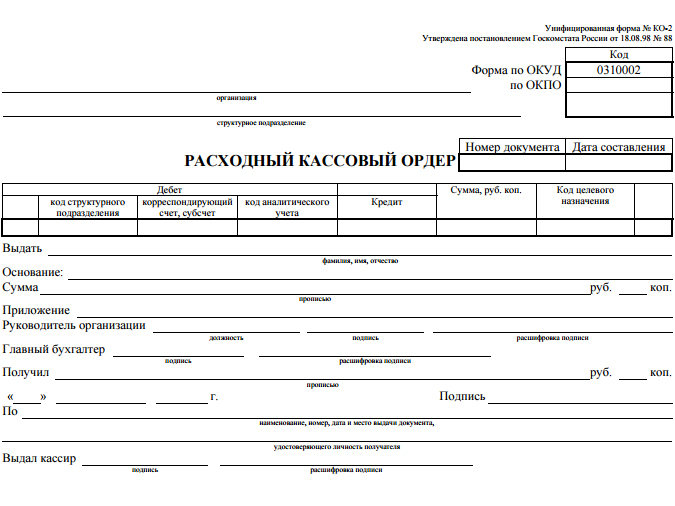 Унифицированная форма № КО-2
Утверждена постановлением Госкомстата России от 18.08.98 № 88
Код
Форма по ОКУД 0310002
по ОКПО
организация
структурное подразделение
Номер документа Дата составления
РАСХОДНЫЙ КАССОВЫЙ ОРДЕР
Дебет Кредит Сумма, руб. коп. Код целевого назначения
код структурного подразделения корреспондирующий счет, субсчет код аналитического учета
Выдать
фамилия, имя, отчество
Основание:
Сумма руб. коп.
прописью
Приложение
Руководитель организации
должность подпись расшифровка подписи
Главный бухгалтер
подпись расшифровка подписи
Получил руб. коп.
прописью
« » г. Подпись
По
наименование, номер, дата и место выдачи документа,
удостоверяющего личность получателя
Выдал кассир
подпись расшифровка подписи